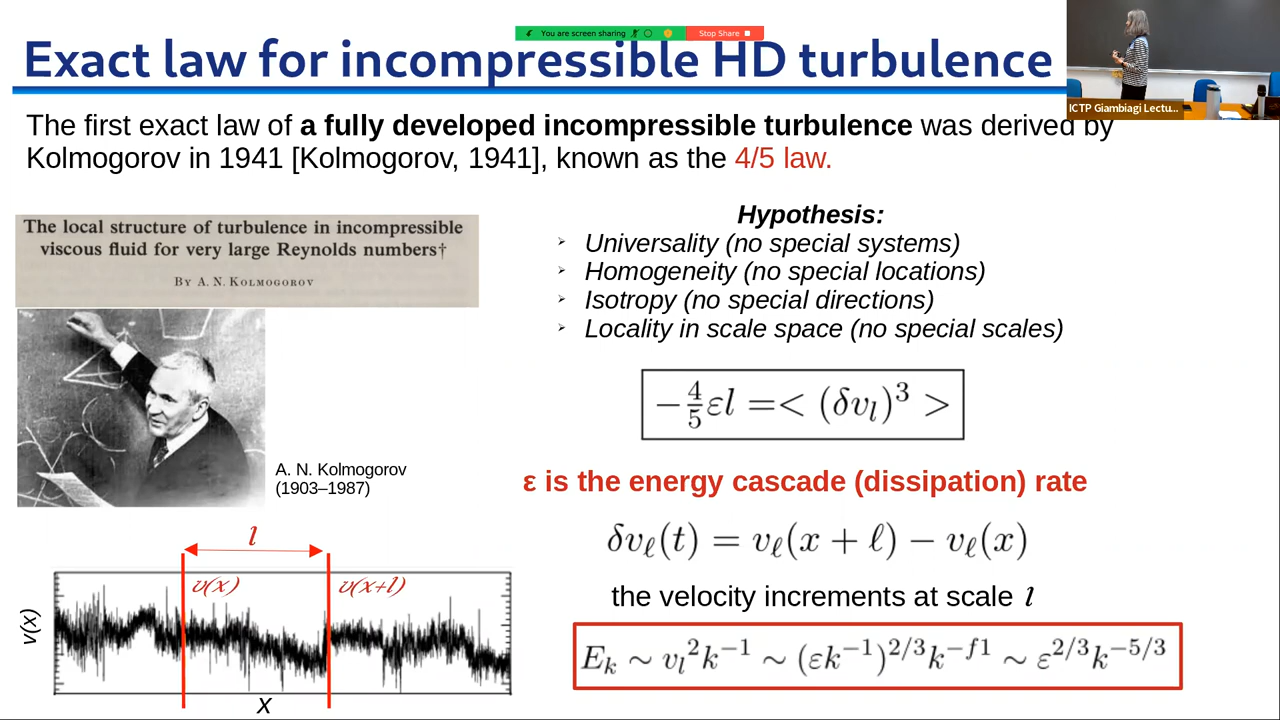 You are screen sharing
Stop Share
Exact law for incompressible HD turbulence
ICTP Giambiagi Lectu...
The first exact law of a fully developed incompressible turbulence was derived by
Kolmogorov in 1941 [Kolmogorov, 1941], known as the 4/5 law.
The local structure of turbulence in incompressible
viscous fluid for very large Reynolds numbers†
By A. N. Kolmogorov
A. N. Kolmogorov
(1903–1987)
Hypothesis:
Universality (no special systems)
Homogeneity (no special locations)
Isotropy (no special directions)
Locality in scale space (no special scales)
−4/5 εl =< (δv_l)^3 >
ε is the energy cascade (dissipation) rate
δv_ℓ(t) = v_ℓ(x + ℓ) − v_ℓ(x)
the velocity increments at scale l
E_k ∼ v_l^2 k^−1 ∼ (εk^−1)^2/3 k^−f1 ∼ ε^2/3 k^−5/3
l
v(x)
v(x+l)
v(x)
x